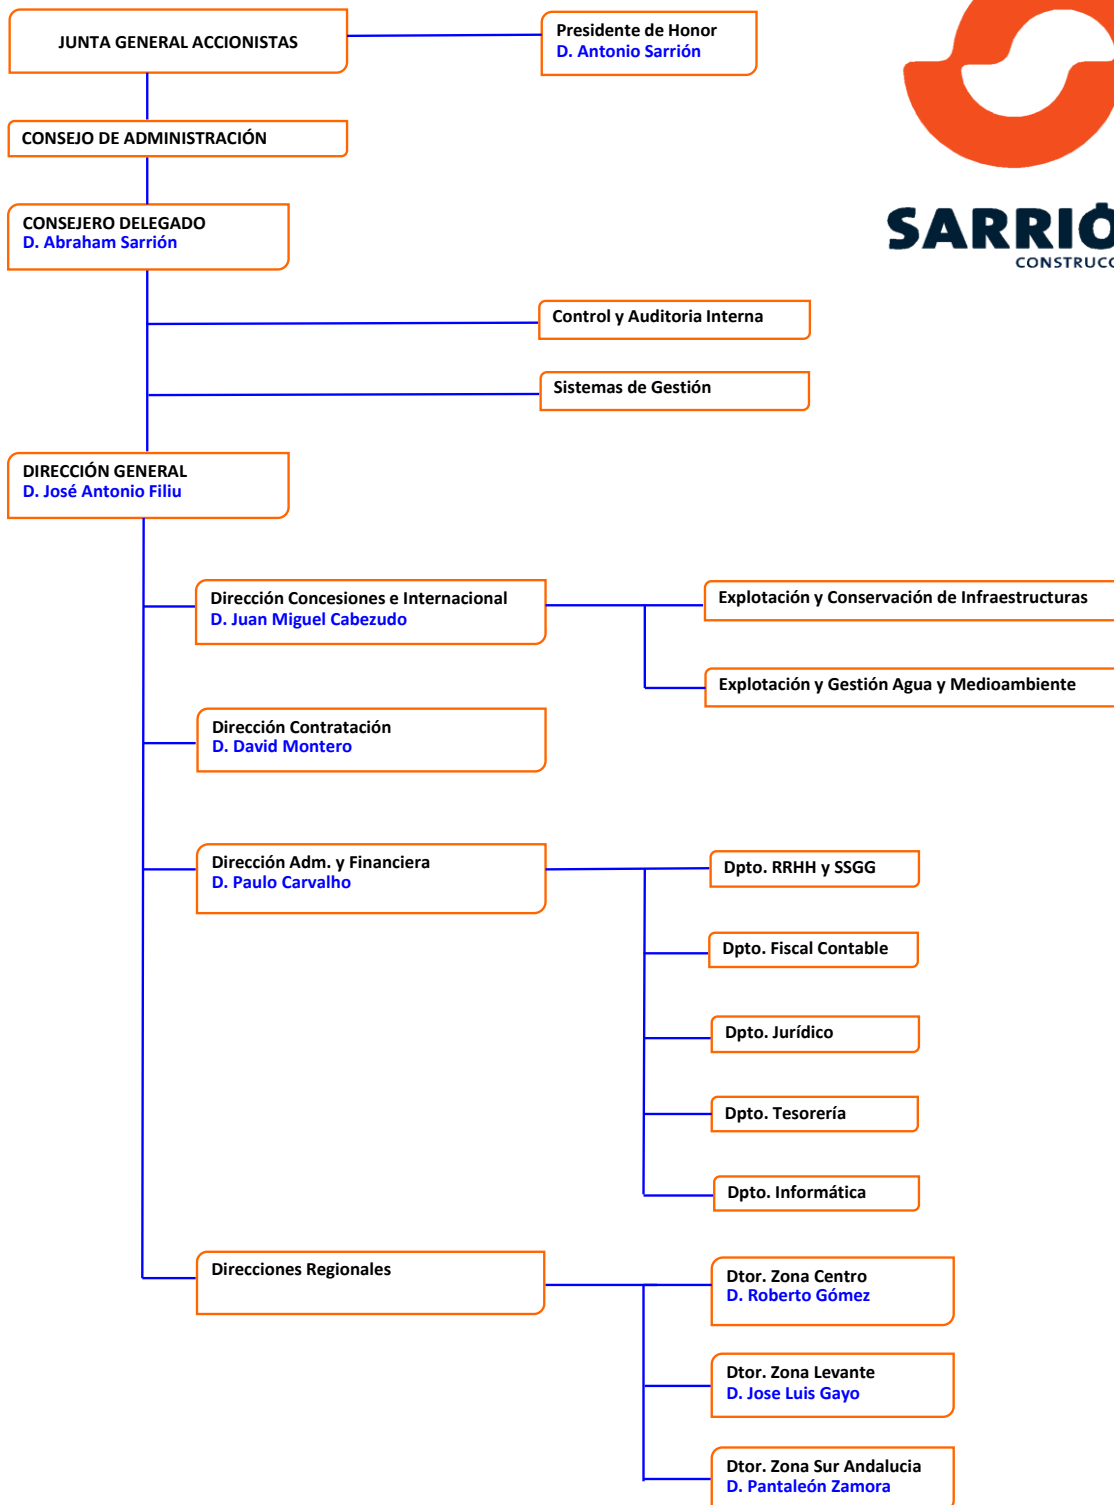 JUNTA GENERAL ACCIONISTAS
Presidente de Honor
D. Antonio Sarrión
CONSEJO DE ADMINISTRACIÓN
CONSEJERO DELEGADO
D. Abraham Sarrión
SARRIÓ
CONSTRUCC
Control y Auditoria Interna
Sistemas de Gestión
DIRECCIÓN GENERAL
D. José Antonio Filiu
Dirección Concesiones e Internacional
D. Juan Miguel Cabezudo
Explotación y Conservación de Infraestructuras
Explotación y Gestión Agua y Medioambiente
Dirección Contratación
D. David Montero
Dirección Adm. y Financiera
D. Paulo Carvalho
Dpto. RRHH y SSGG
Dpto. Fiscal Contable
Dpto. Jurídico
Dpto. Tesorería
Dpto. Informática
Direcciones Regionales
Dtor. Zona Centro
D. Roberto Gómez
Dtor. Zona Levante
D. Jose Luis Gayo
Dtor. Zona Sur Andalucia
D. Pantaleón Zamora